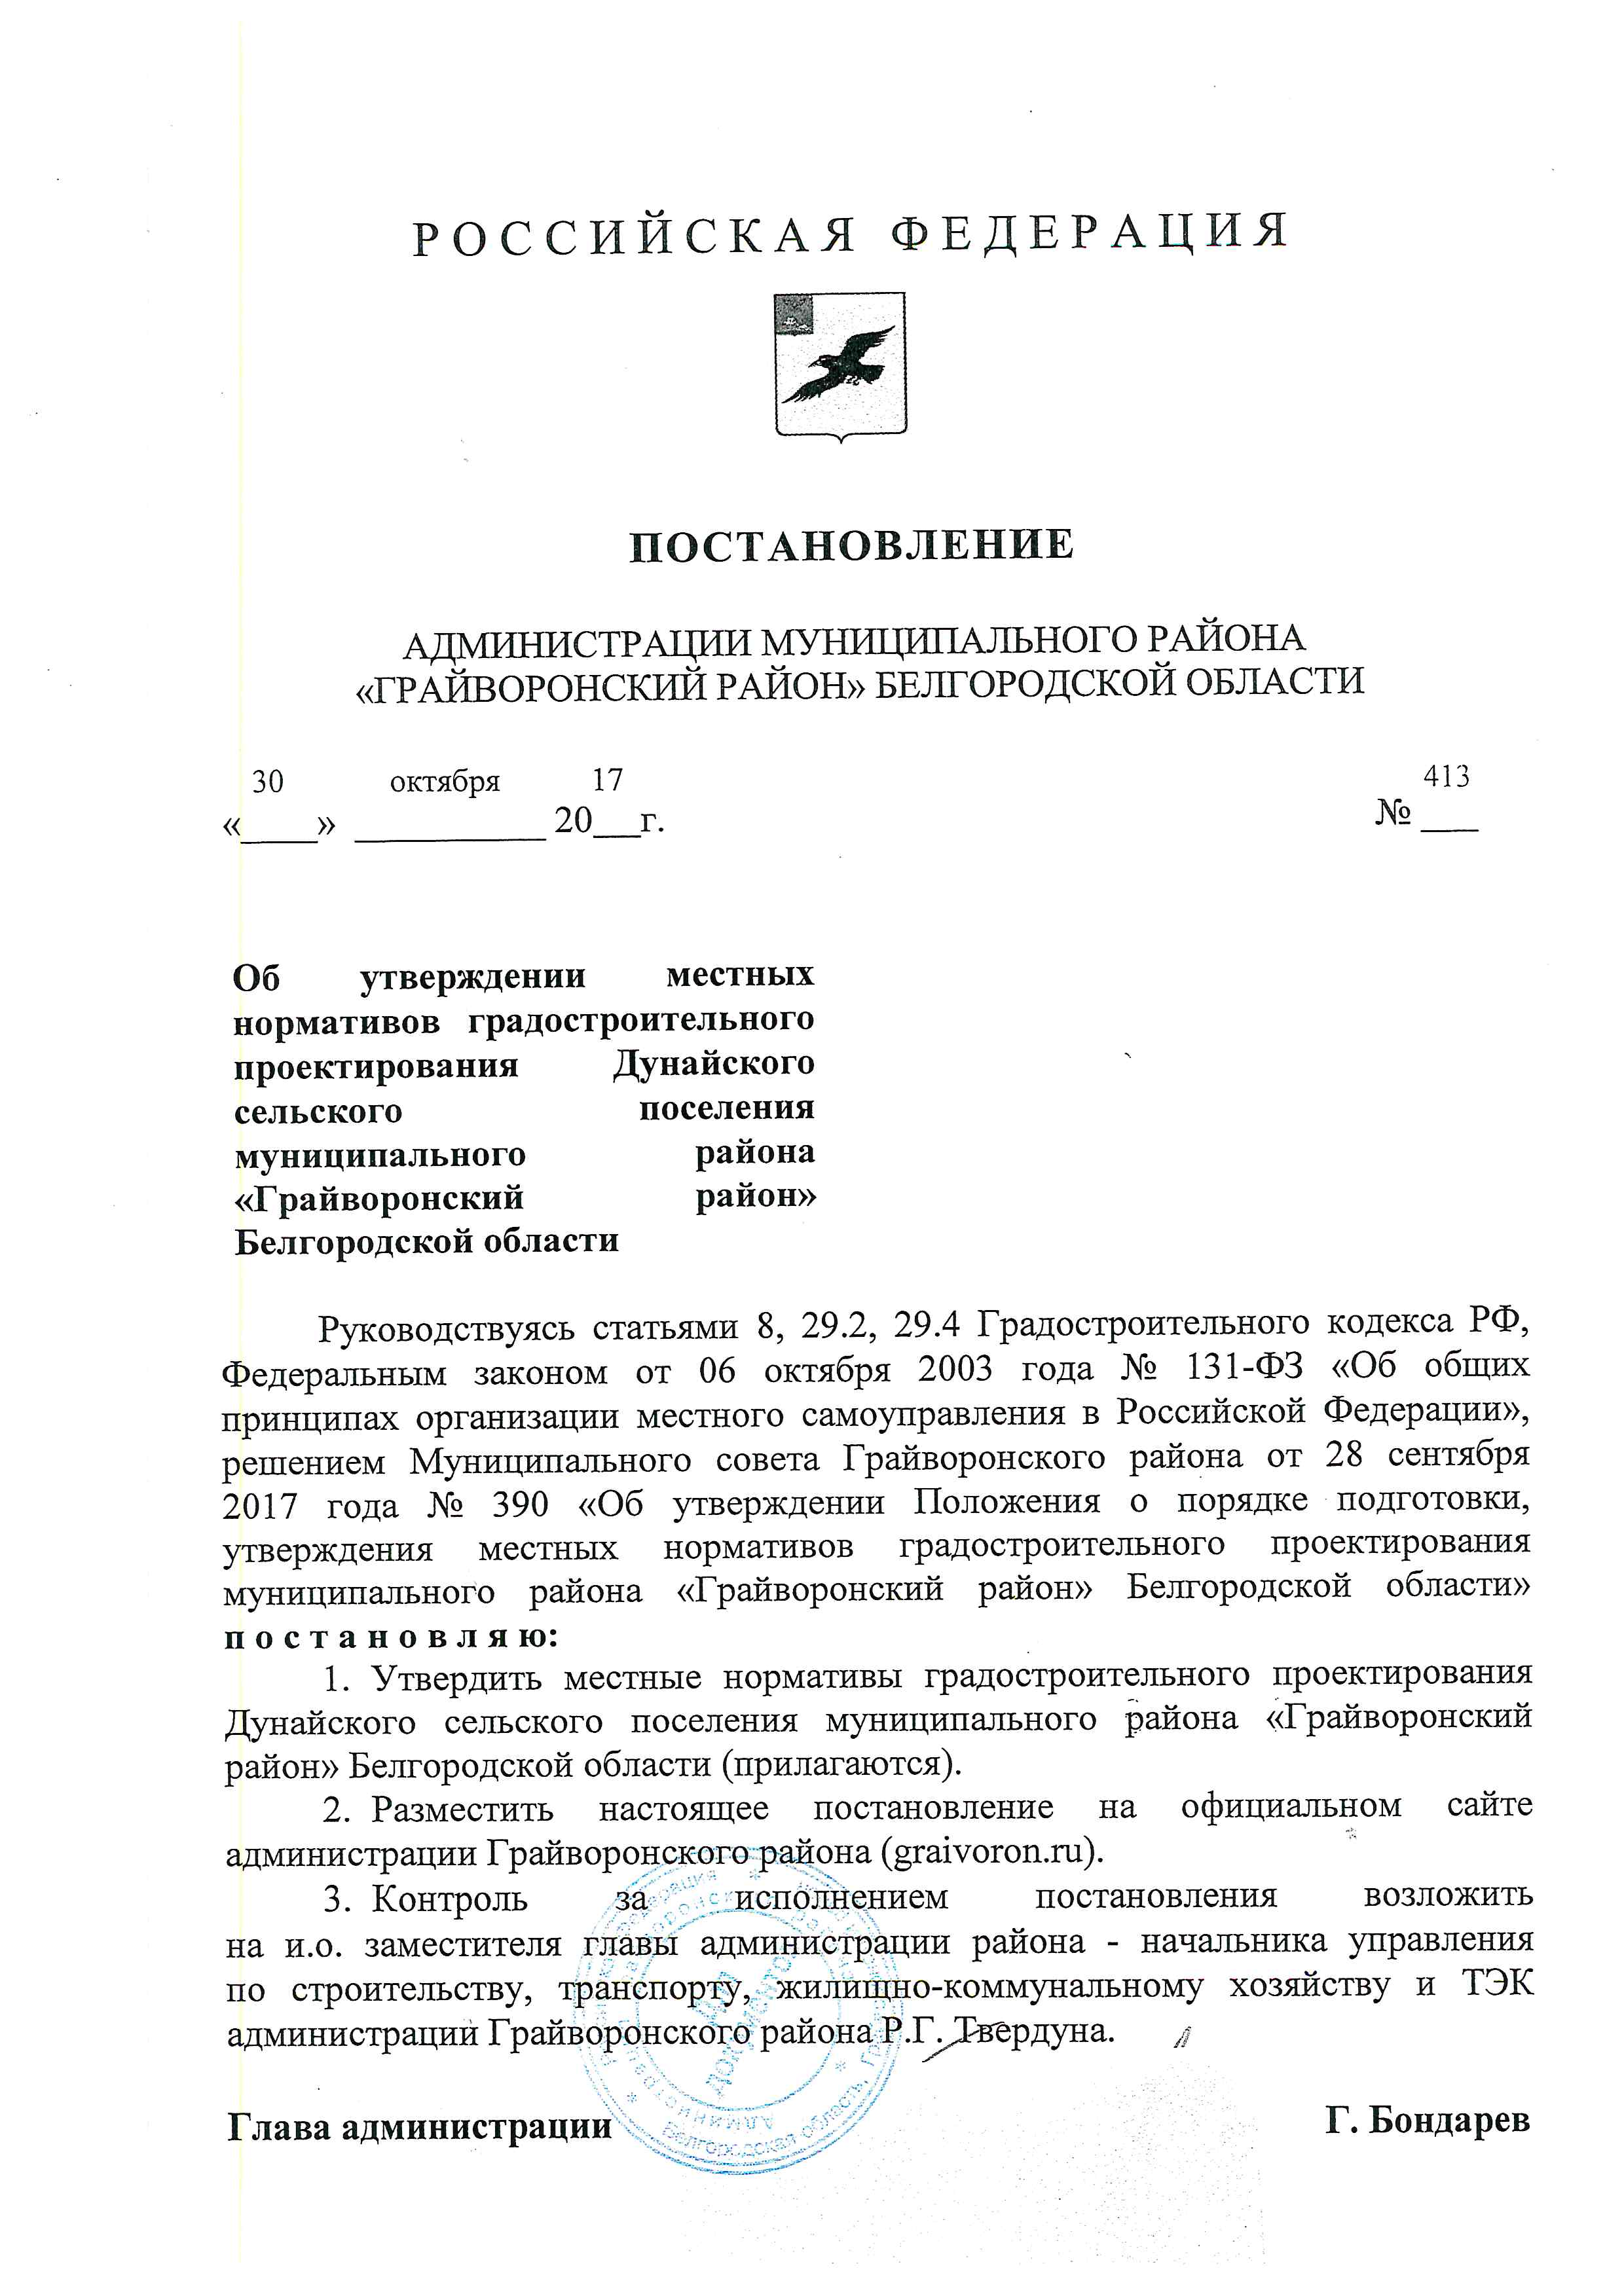 РОССИЙСКАЯ ФЕДЕРАЦИЯ
ПОСТАНОВЛЕНИЕ
АДМИНИСТРАЦИИ МУНИЦИПАЛЬНОГО РАЙОНА
«ГРАЙВОРОНСКИЙ РАЙОН» БЕЛГОРОДСКОЙ ОБЛАСТИ
30 октября 17 413
«____» __________ 20___г. № ___
Об утверждении местных
нормативов градостроительного
проектирования Дунайского
сельского поселения
муниципального района
«Грайворонский район»
Белгородской области
Руководствуясь статьями 8, 29.2, 29.4 Градостроительного кодекса РФ,
Федеральным законом от 06 октября 2003 года № 131-ФЗ «Об общих
принципах организации местного самоуправления в Российской Федерации»,
решением Муниципального совета Грайворонского района от 28 сентября
2017 года № 390 «Об утверждении Положения о порядке подготовки,
утверждения местных нормативов градостроительного проектирования
муниципального района «Грайворонский район» Белгородской области»
п о с т а н о в л я ю:
1. Утвердить местные нормативы градостроительного проектирования
Дунайского сельского поселения муниципального района «Грайворонский
район» Белгородской области (прилагаются).
2. Разместить настоящее постановление на официальном сайте
администрации Грайворонского района (graivoron.ru).
3. Контроль за исполнением постановления возложить
на и.о. заместителя главы администрации района - начальника управления
по строительству, транспорту, жилищно-коммунальному хозяйству и ТЭК
администраций Грайворонского района Р.Г. Твердуна.
Для
документов
Белгородская область,
Глава администрации Г. Бондарев